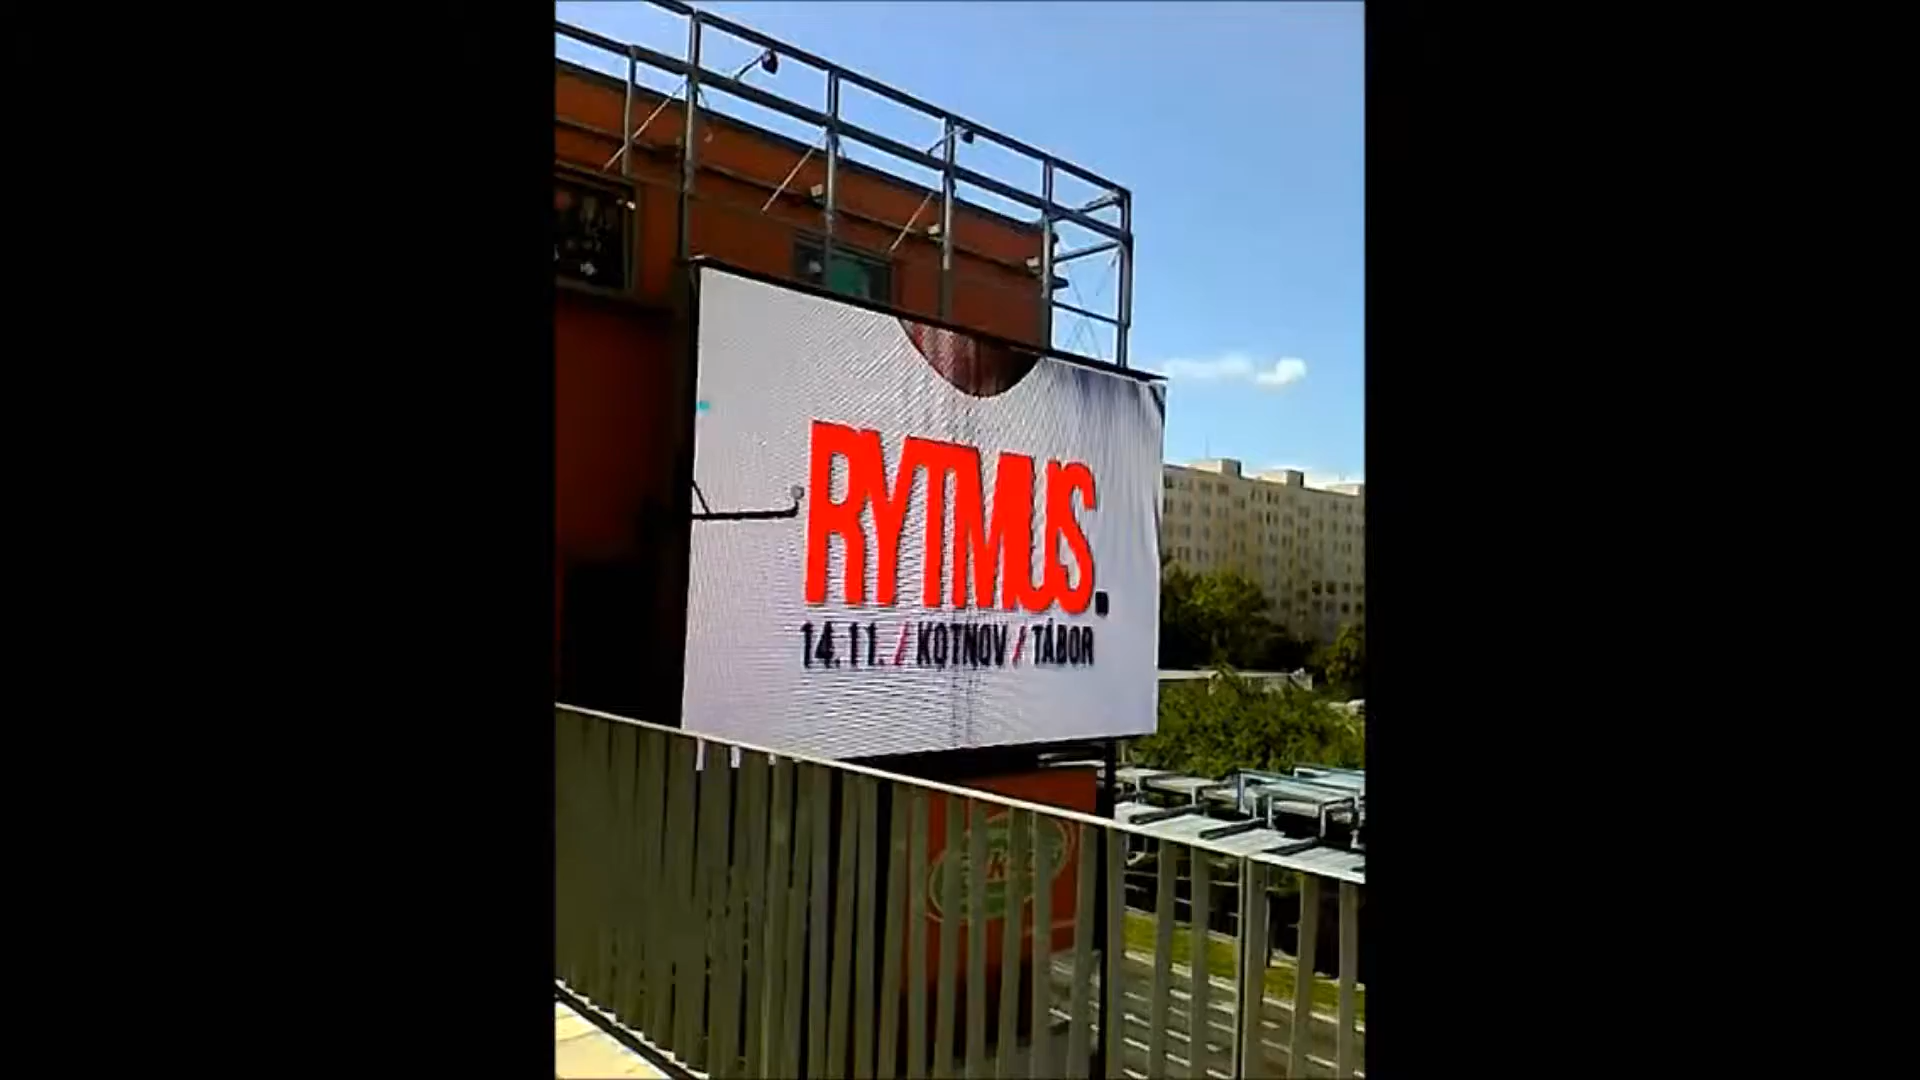 RYTMUS.
14.11. / KOTNOV / TÁBOR